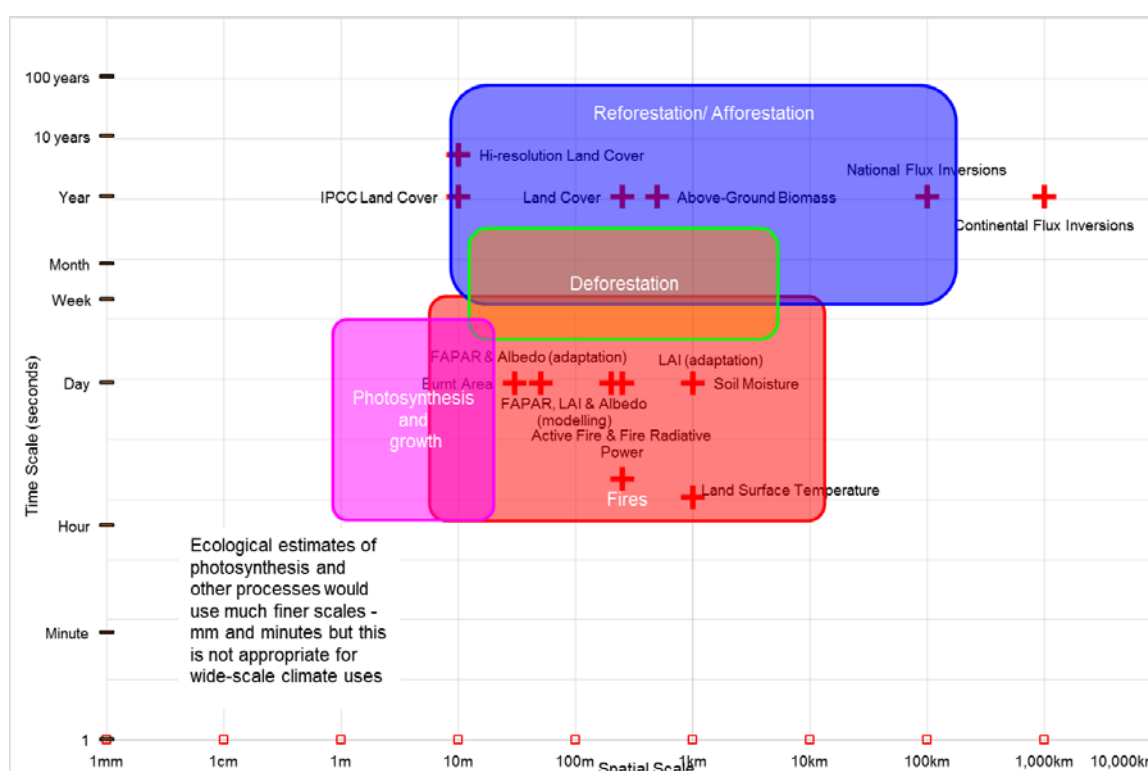 100 years
Reforestation/ Afforestation
10 years
Hi-resolution Land Cover
National Flux Inversions
Year
IPCC Land Cover
Land Cover
Above-Ground Biomass
Continental Flux Inversions
Month
Deforestation
Week
FAPAR & Albedo (adaptation)
LAI (adaptation)
Time Scale (seconds)
Day
Burnt Area
Soil Moisture
Photosynthesis
and
growth
FAPAR, LAI & Albedo
(modelling)
Active Fire & Fire Radiative
Power
Land Surface Temperature
Fires
Hour
Ecological estimates of
photosynthesis and
other processes would
use much finer scales -
mm and minutes but this
is not appropriate for
wide-scale climate uses
Minute
1
1mm
1cm
1m
10m
100m
1km
10km
100km
1,000km
10,000km
Spatial Scale